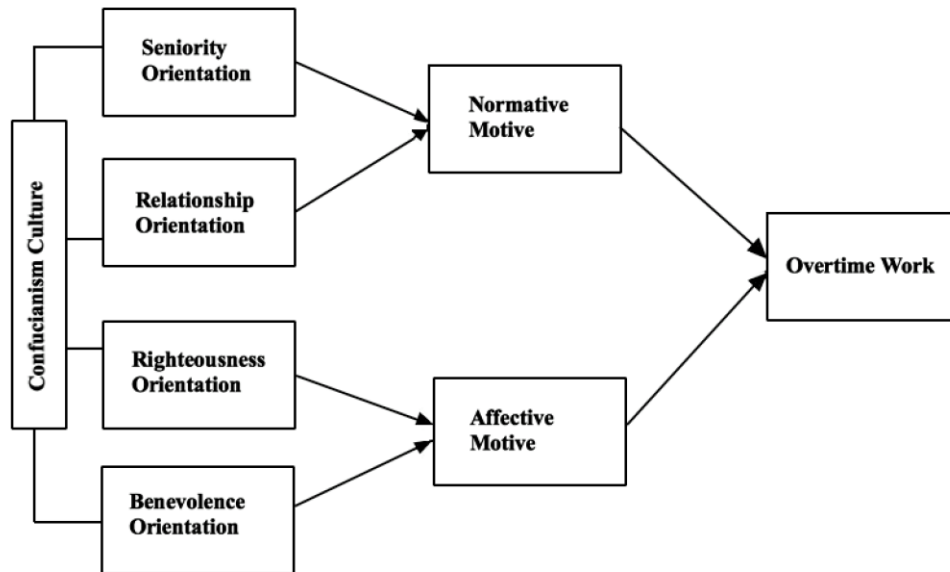 Confucianism Culture
Seniority
Orientation
Relationship
Orientation
Righteousness
Orientation
Benevolence
Orientation
Normative
Motive
Affective
Motive
Overtime Work